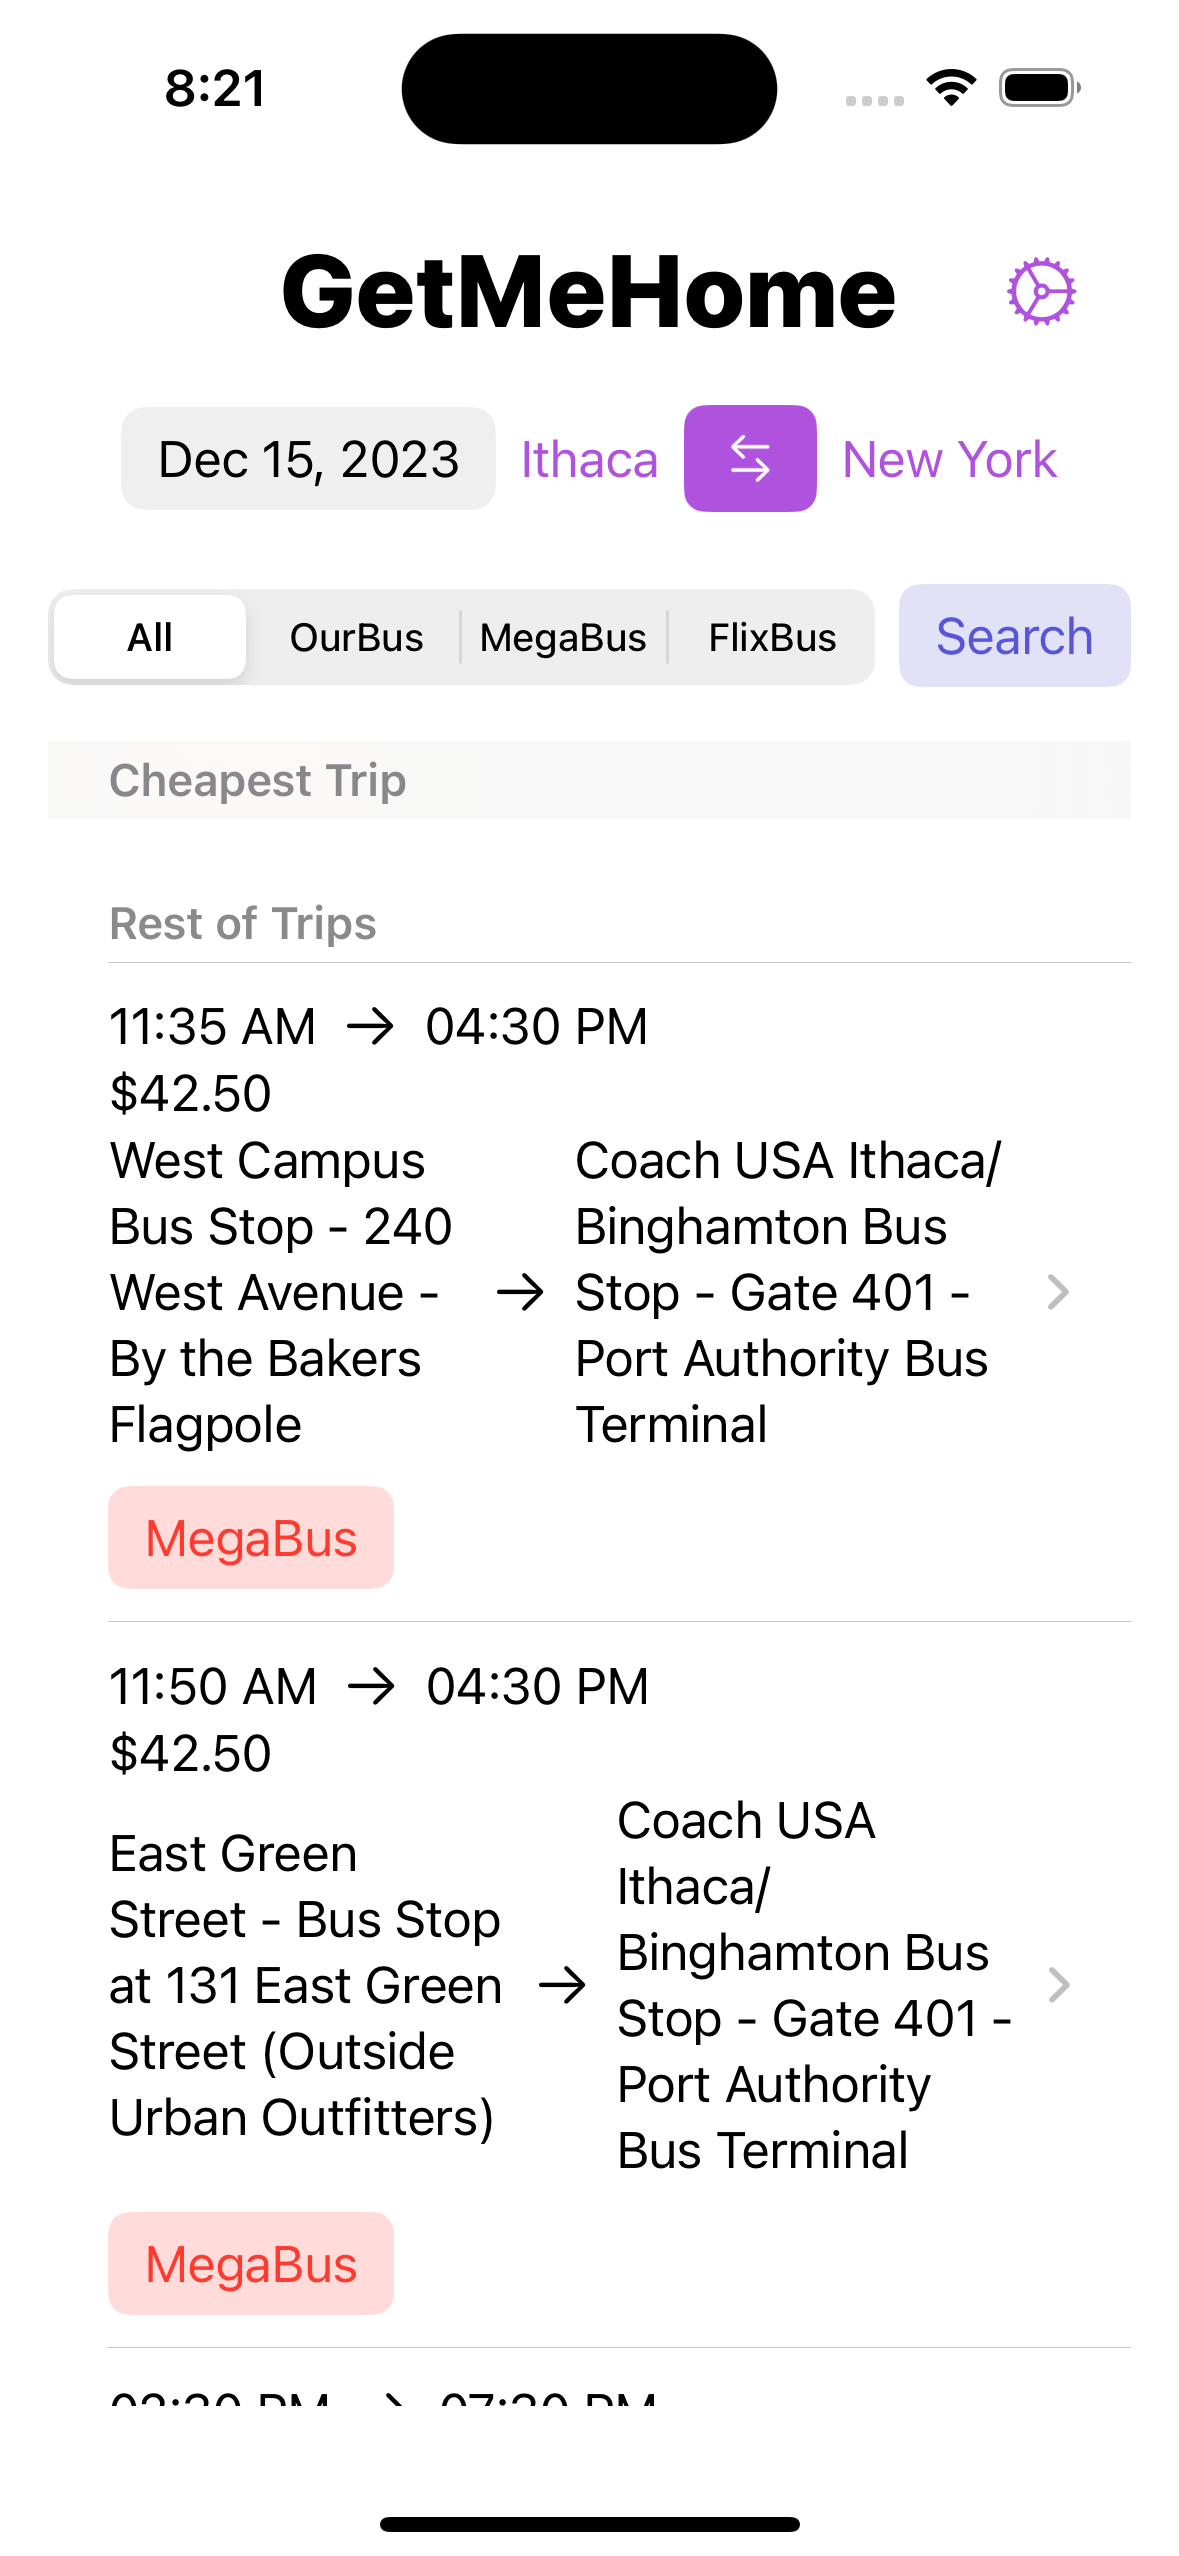 8:21
GetMeHome
Dec 15, 2023 Ithaca New York
All OurBus MegaBus FlixBus Search
Cheapest Trip
Rest of Trips
11:35 AM → 04:30 PM
$42.50
West Campus
Bus Stop - 240
West Avenue -
By the Bakers
Flagpole
→
Coach USA Ithaca/
Binghamton Bus
Stop - Gate 401 -
Port Authority Bus
Terminal
MegaBus
11:50 AM → 04:30 PM
$42.50
East Green
Street - Bus Stop
at 131 East Green
Street (Outside
Urban Outfitters)
→
Coach USA
Ithaca/
Binghamton Bus
Stop - Gate 401 -
Port Authority
Bus Terminal
MegaBus